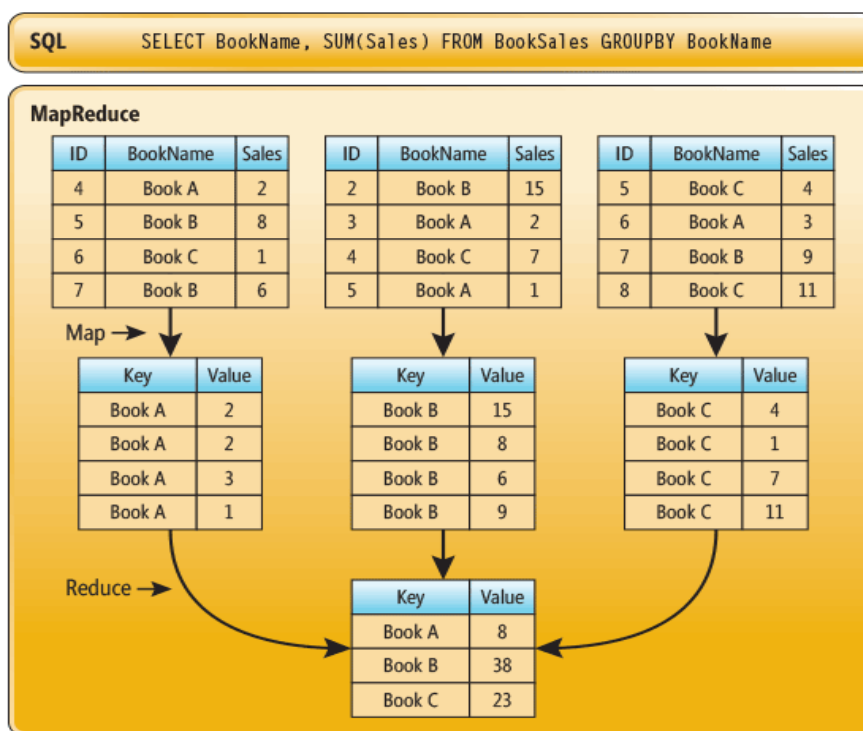 SQL SELECT BookName, SUM(Sales) FROM BookSales GROUPBY BookName
MapReduce
ID BookName Sales
4 Book A 2
5 Book B 8
6 Book C 1
7 Book B 6
ID BookName Sales
2 Book B 15
3 Book A 2
4 Book C 7
5 Book A 1
ID BookName Sales
5 Book C 4
6 Book A 3
7 Book B 9
8 Book C 11
Map
Key Value
Book A 2
Book A 2
Book A 3
Book A 1
Key Value
Book B 15
Book B 8
Book B 6
Book B 9
Key Value
Book C 4
Book C 1
Book C 7
Book C 11
Reduce
Key Value
Book A 8
Book B 38
Book C 23